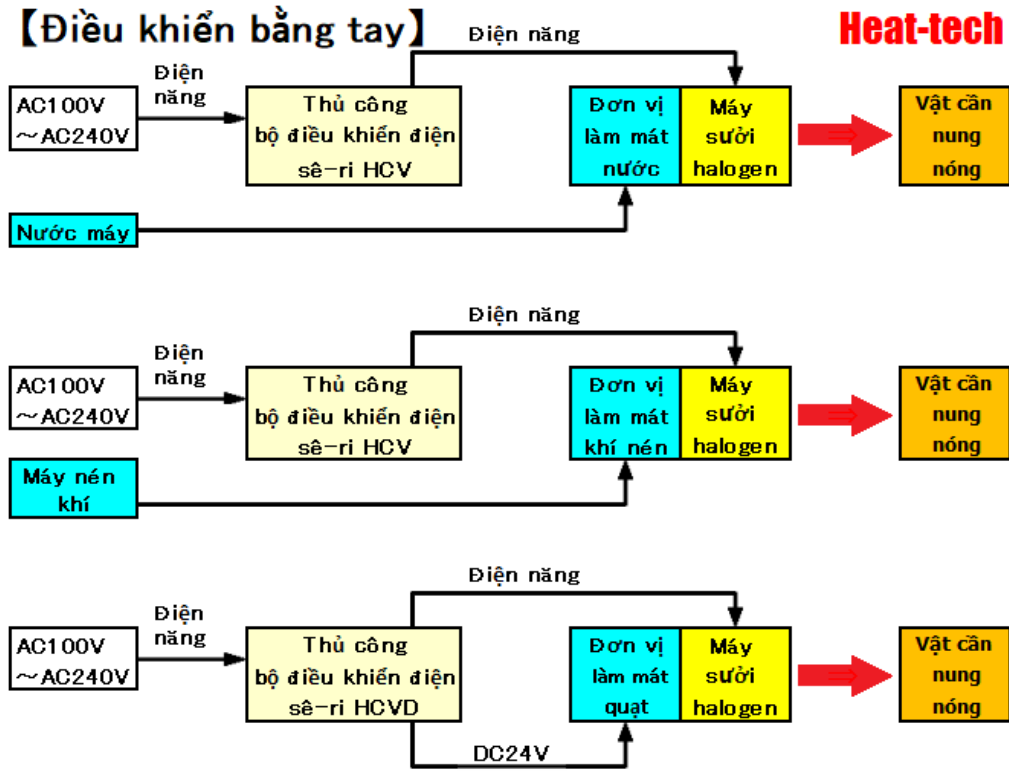 【Điều khiển bằng tay】
Heat-tech
Điện năng
Điện
năng
AC100V
～AC240V
Thủ công
bộ điều khiển điện
sê-ri HCV
Đơn vị
làm mát
nước
Máy
sưởi
halogen
⇒
Vật cần
nung
nóng
Nước máy
Điện năng
Điện
năng
AC100V
～AC240V
Thủ công
bộ điều khiển điện
sê-ri HCV
Đơn vị
làm mát
khí nén
Máy
sưởi
halogen
⇒
Vật cần
nung
nóng
Máy nén
khí
Điện năng
Điện
năng
AC100V
～AC240V
Thủ công
bộ điều khiển điện
sê-ri HCVD
Đơn vị
làm mát
quạt
Máy
sưởi
halogen
⇒
Vật cần
nung
nóng
DC24V